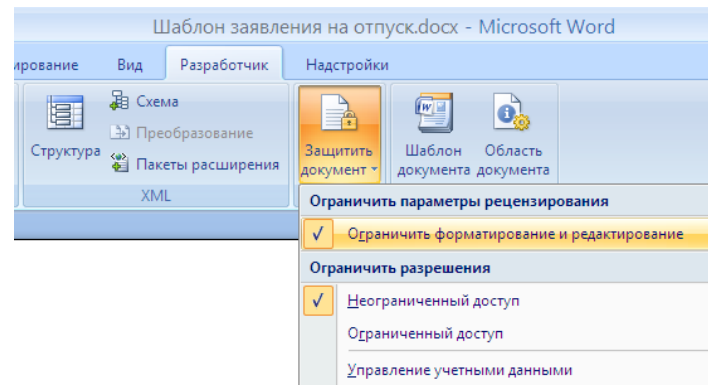 Шаблон заявления на отпуск.docx - Microsoft Word
ирование Вид Разработчик Надстройки
Структура
Схема
Преобразование
Пакеты расширения
XML
Защитить
документ
Шаблон
документа
Область
документа
Ограничить параметры рецензирования
Ограничить форматирование и редактирование
Ограничить разрешения
Неограниченный доступ
Ограниченный доступ
Управление учетными данными